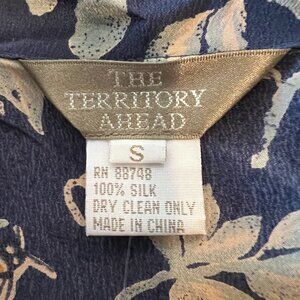 THE
TERRITORY
AHEAD
S
RN 88748
100% SILK
DRY CLEAN ONLY
MADE IN CHINA